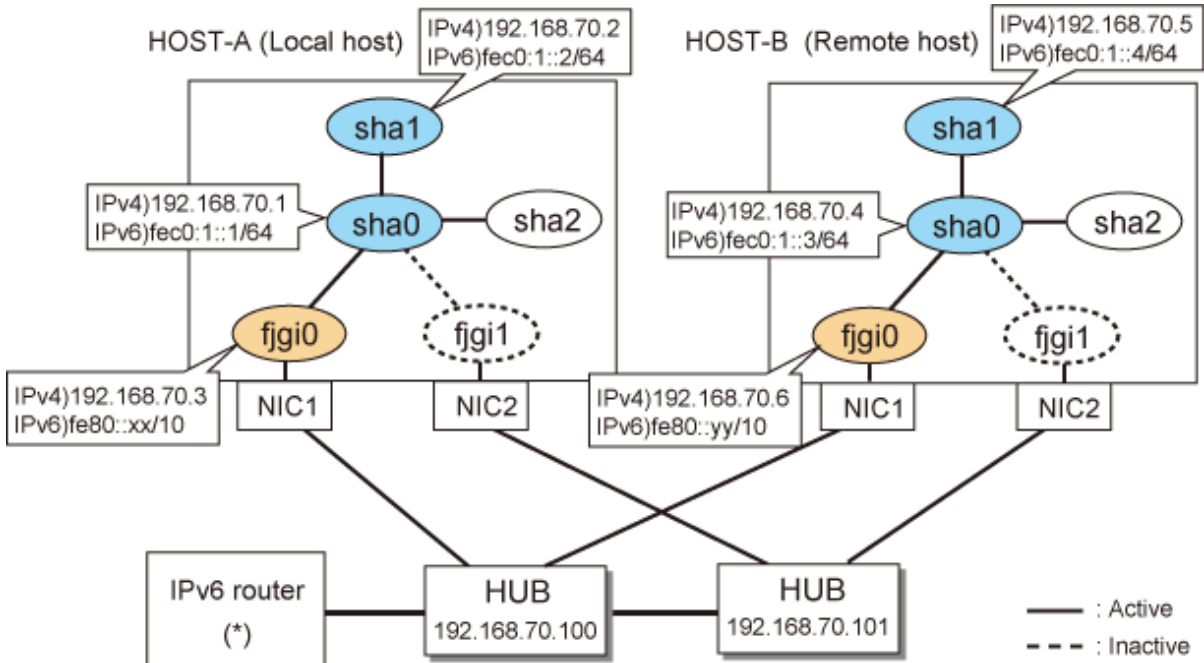 HOST-A (Local host)
IPv4)192.168.70.2
IPv6)fec0:1::2/64
HOST-B (Remote host)
IPv4)192.168.70.5
IPv6)fec0:1::4/64
sha1
sha1
IPv4)192.168.70.1
IPv6)fec0:1::1/64
sha0
sha2
IPv4)192.168.70.4
IPv6)fec0:1::3/64
sha0
sha2
fjgi0
fjgi1
fjgi0
fjgi1
IPv4)192.168.70.3
IPv6)fe80::xx/10
NIC1
NIC2
IPv4)192.168.70.6
IPv6)fe80::yy/10
NIC1
NIC2
IPv6 router
(*)
HUB
192.168.70.100
HUB
192.168.70.101
: Active
: Inactive